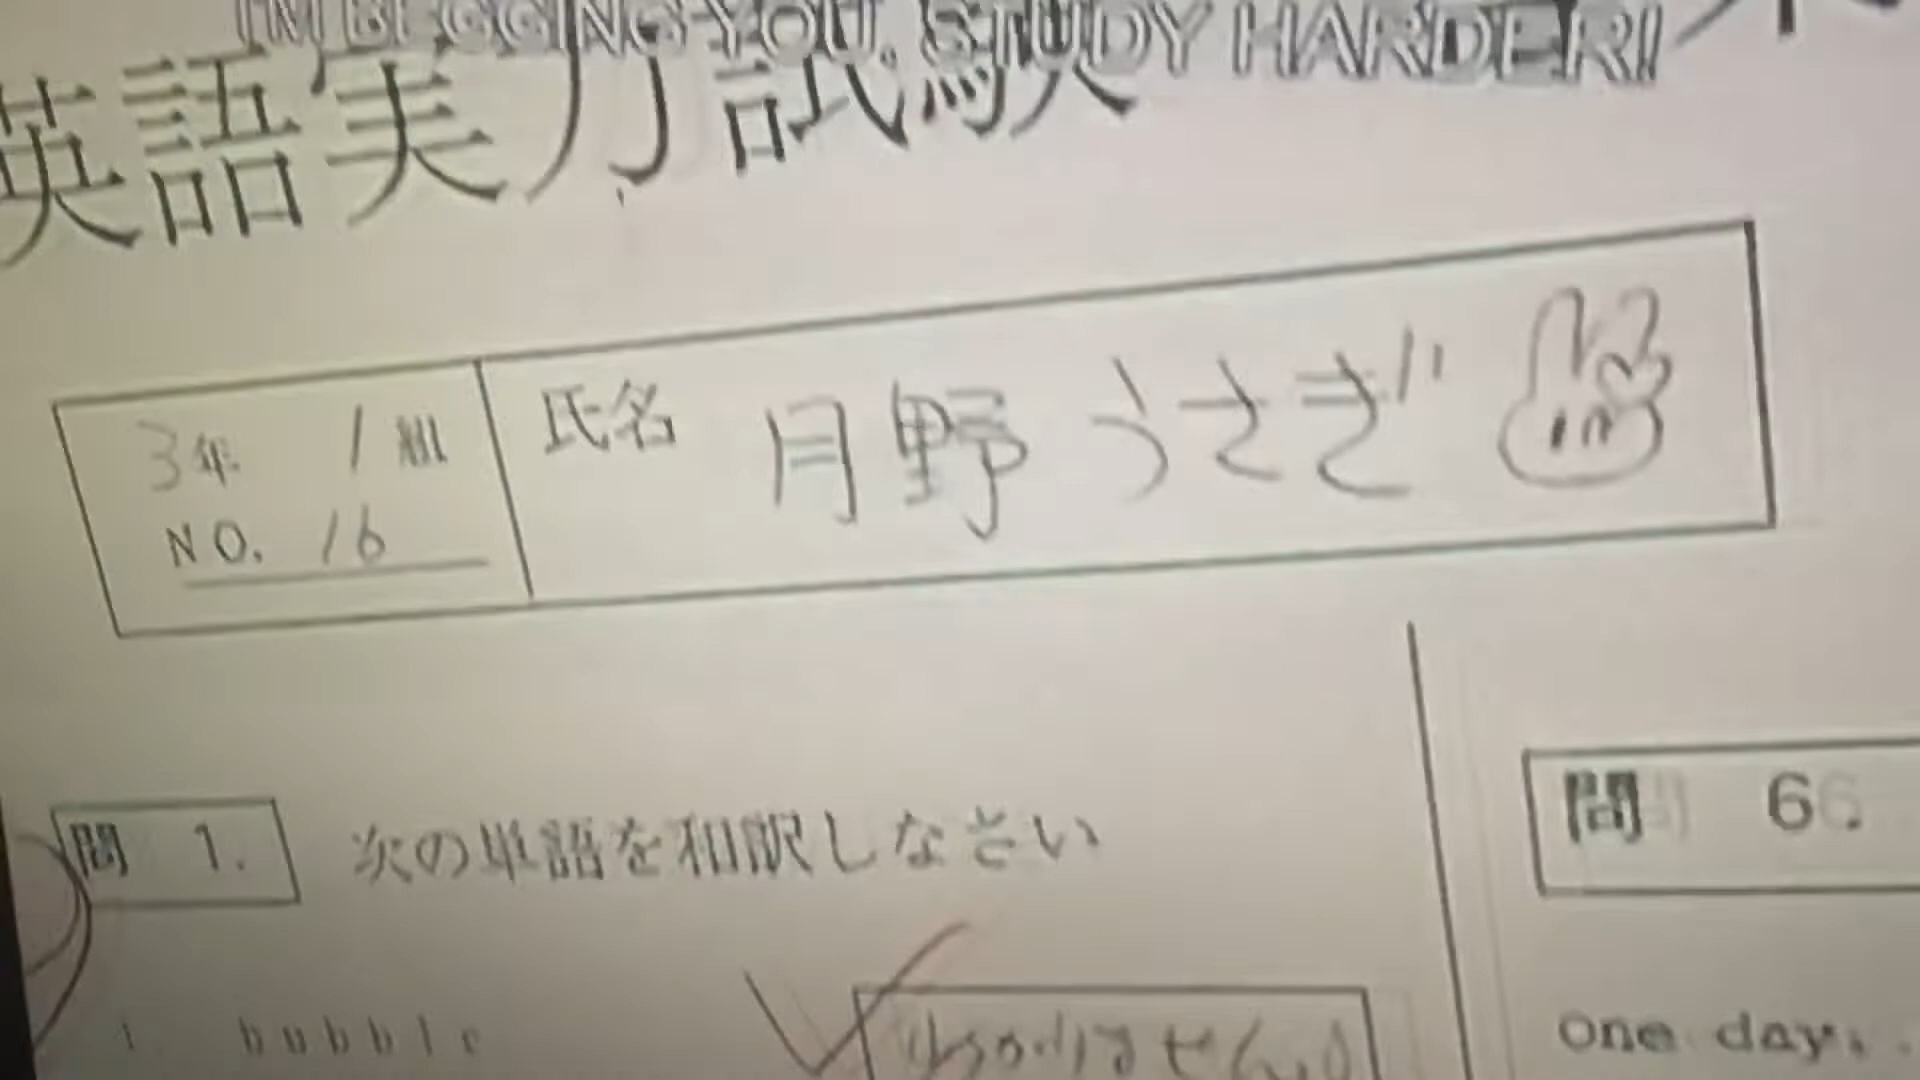 I'M BEGGING YOU, STUDY HARDER!
英語実力試験
3年 1組
NO. 16
氏名 月野うさぎ
問 1. 次の単語を和訳しなさい
1. bubble
わかりません
問 6.
One day,